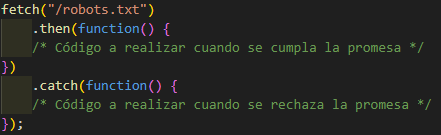 fetch("/robots.txt")
    .then(function() {
    /* Código a realizar cuando se cumpla la promesa */
})
    .catch(function() {
    /* Código a realizar cuando se rechaza la promesa */
});